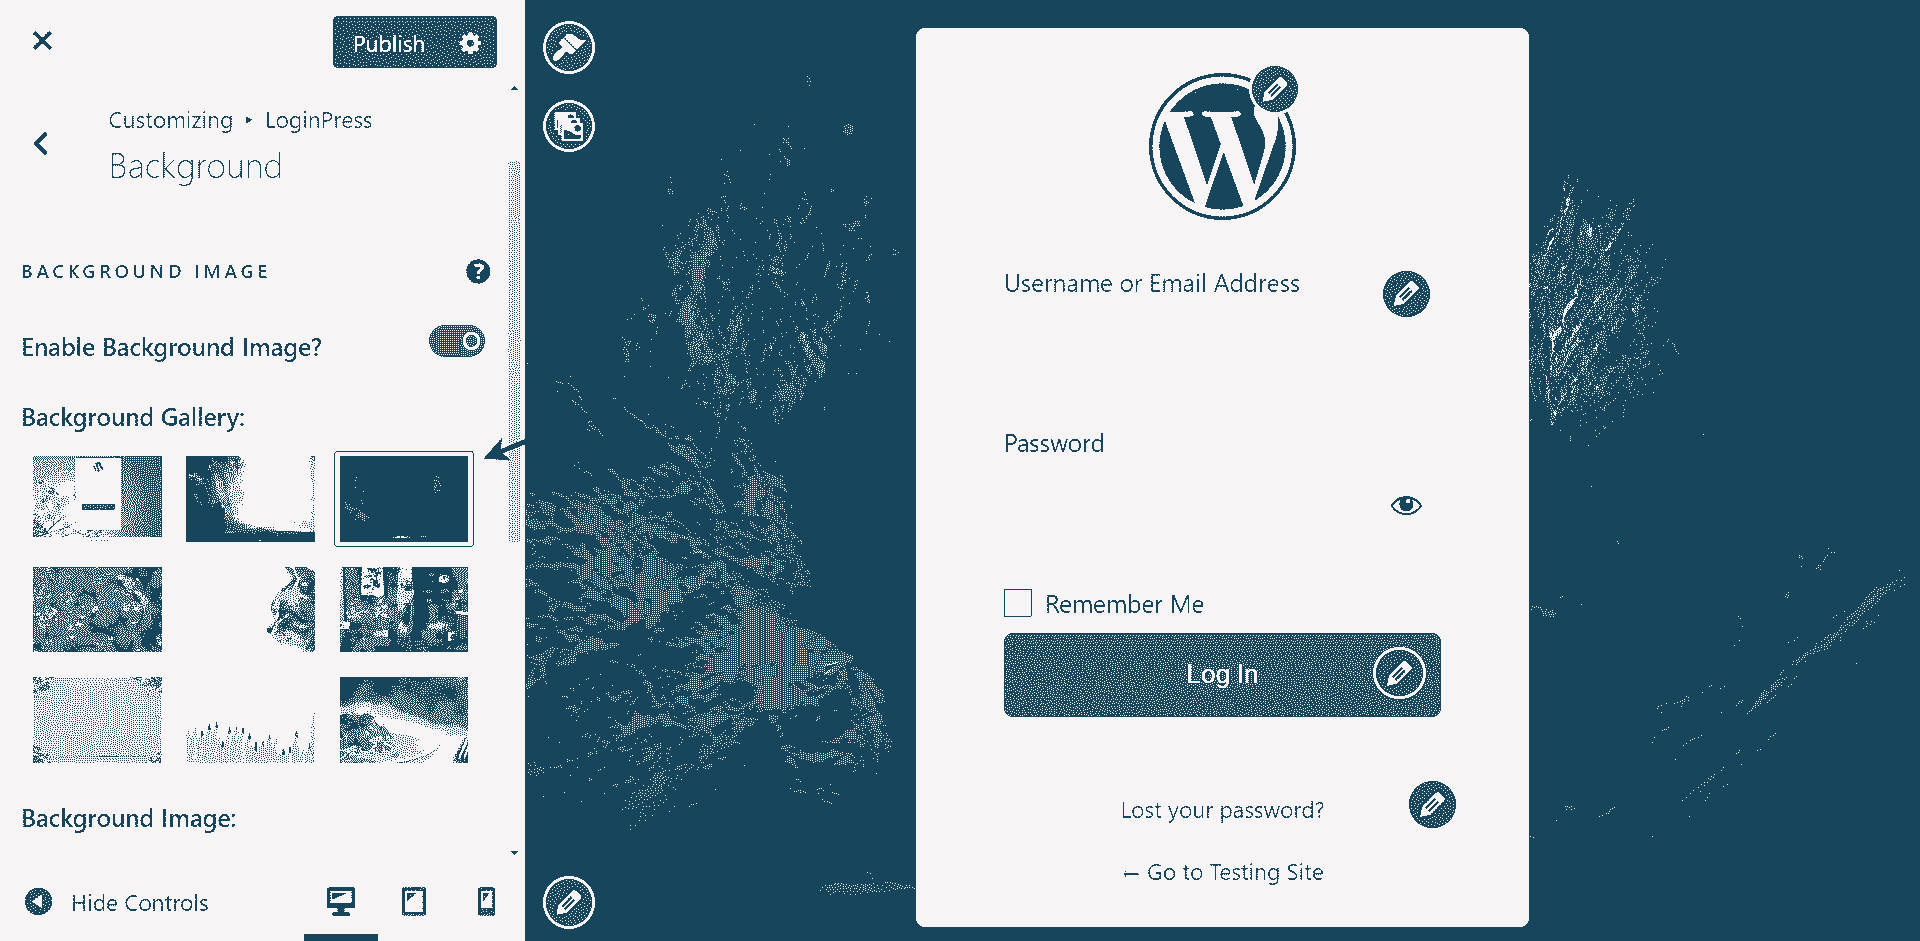 Publish
Customizing ▸ LoginPress
Background
BACKGROUND IMAGE
Enable Background Image?
Background Gallery:
Background Image:
Hide Controls
Username or Email Address
Password
Remember Me
Log In
Lost your password?
← Go to Testing Site